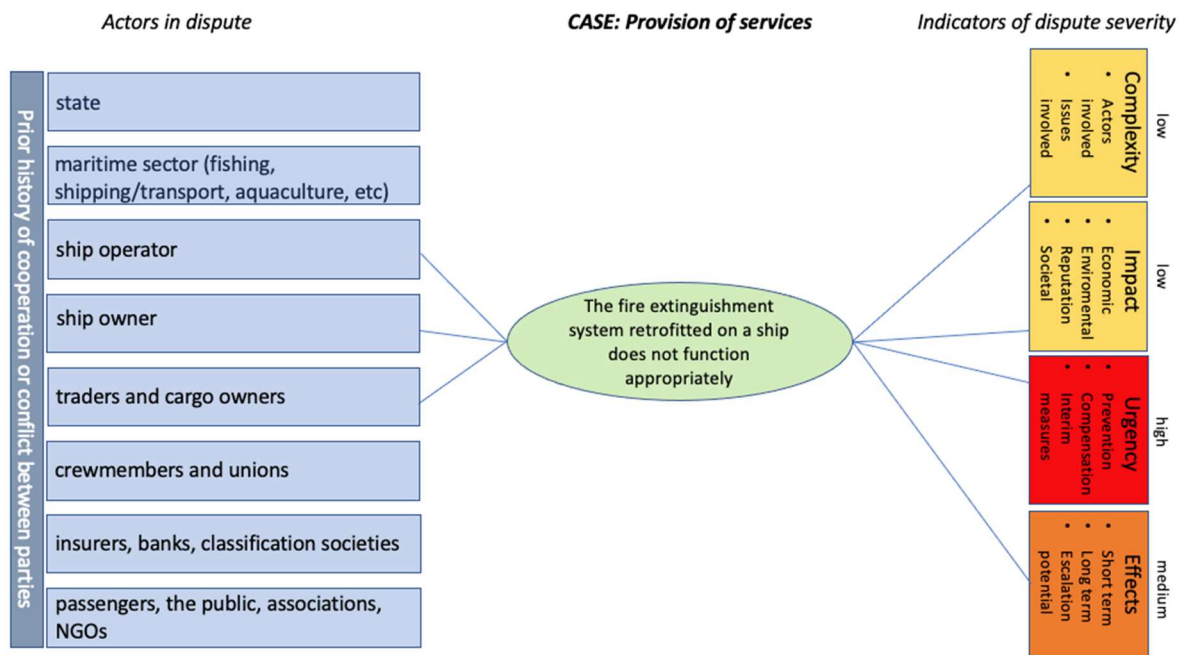 Actors in dispute
CASE: Provision of services
Indicators of dispute severity
Prior history of cooperation or conflict between parties
state
maritime sector (fishing,
shipping/transport, aquaculture, etc)
ship operator
ship owner
traders and cargo owners
crewmembers and unions
insurers, banks, classification societies
passengers, the public, associations,
NGOs
The fire extinguishment
system retrofitted on a ship
does not function
appropriately
Complexity
• Actors
involved
• Issues
involved
low
Impact
• Economic
• Enviromental
• Reputation
• Societal
low
Urgency
• Prevention
• Compensation
• Interim
measures
high
Effects
• Short term
• Long term
• Escalation
potential
medium